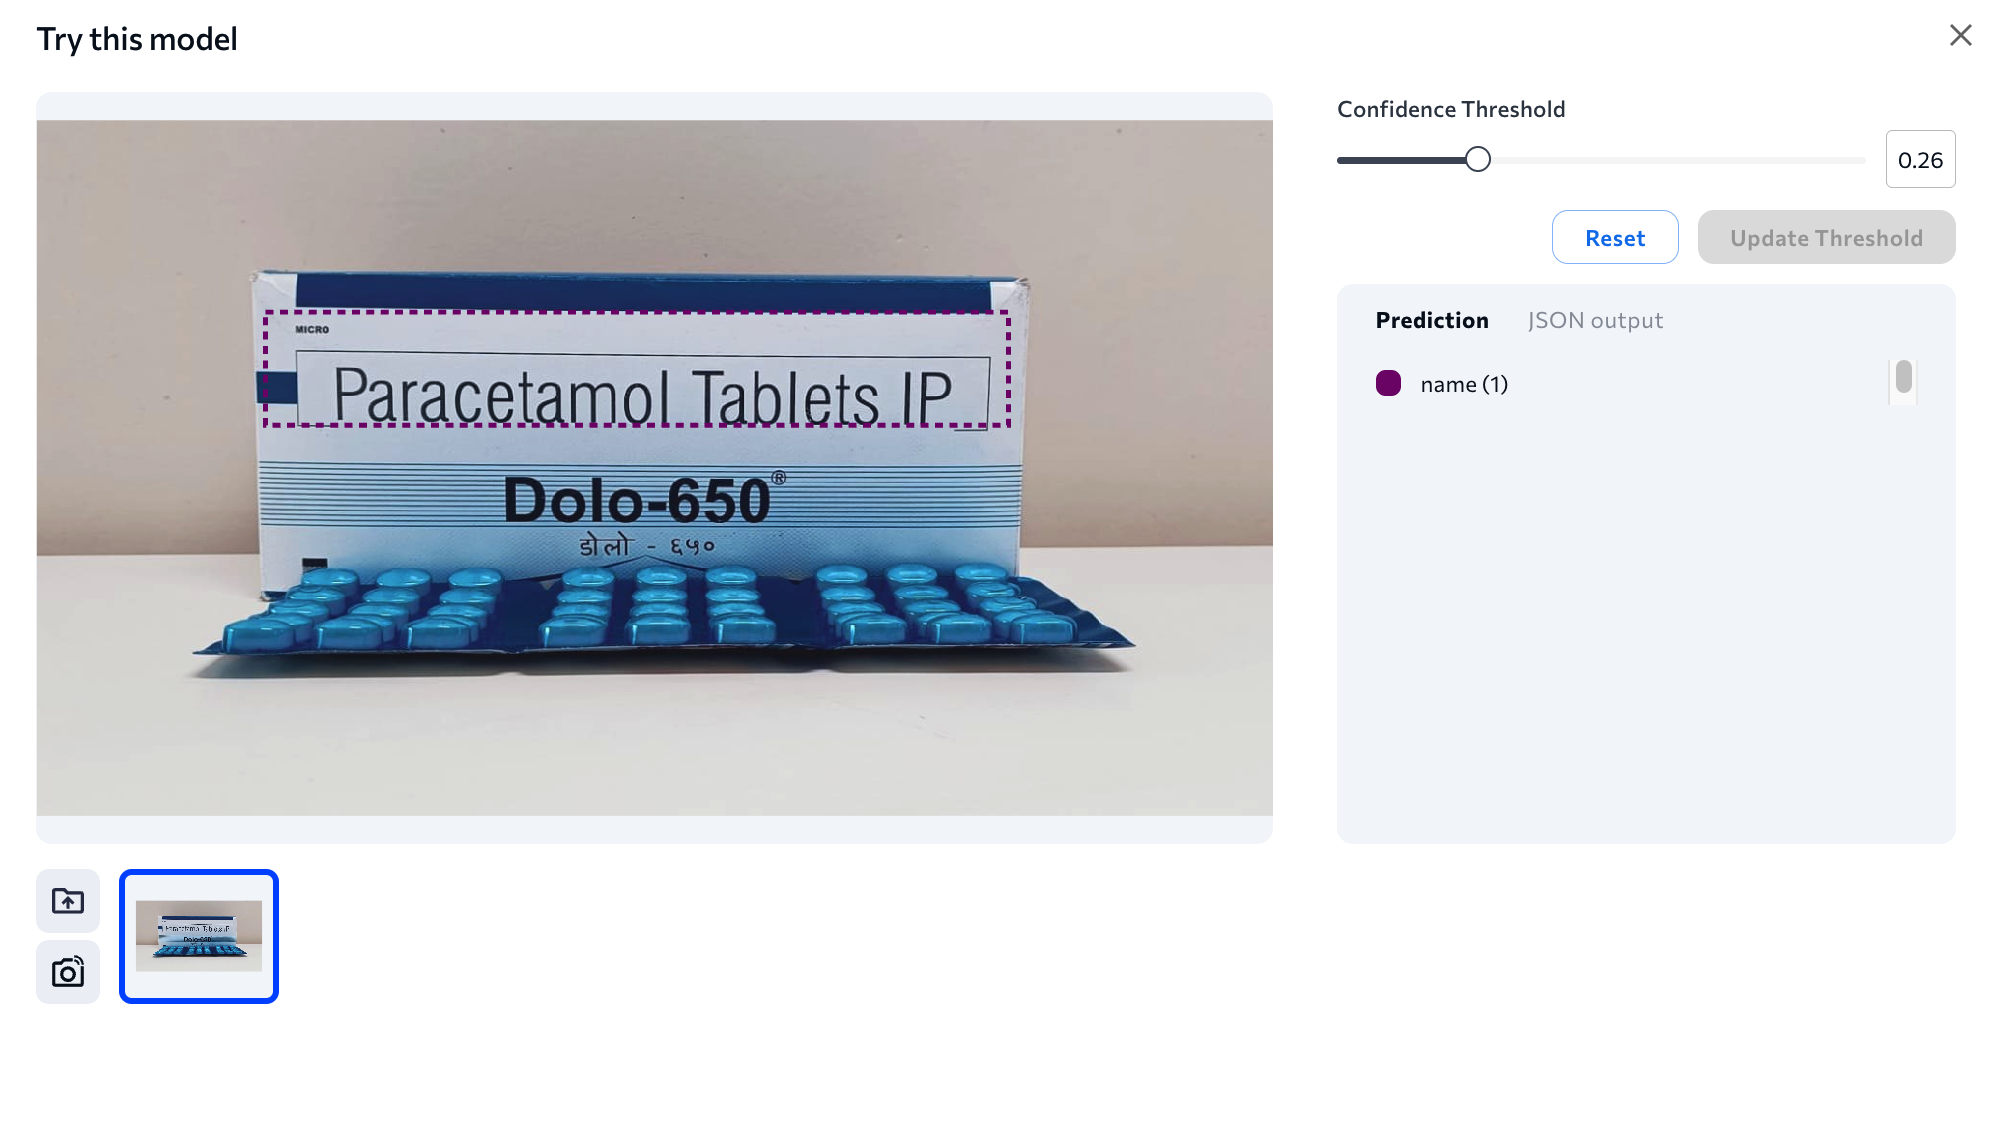 Try this model
MICRO
Paracetamol Tablets IP
Dolo-650®
डोलो - ६५०
Confidence Threshold
0.26
Reset
Update Threshold
Prediction
JSON output
name (1)